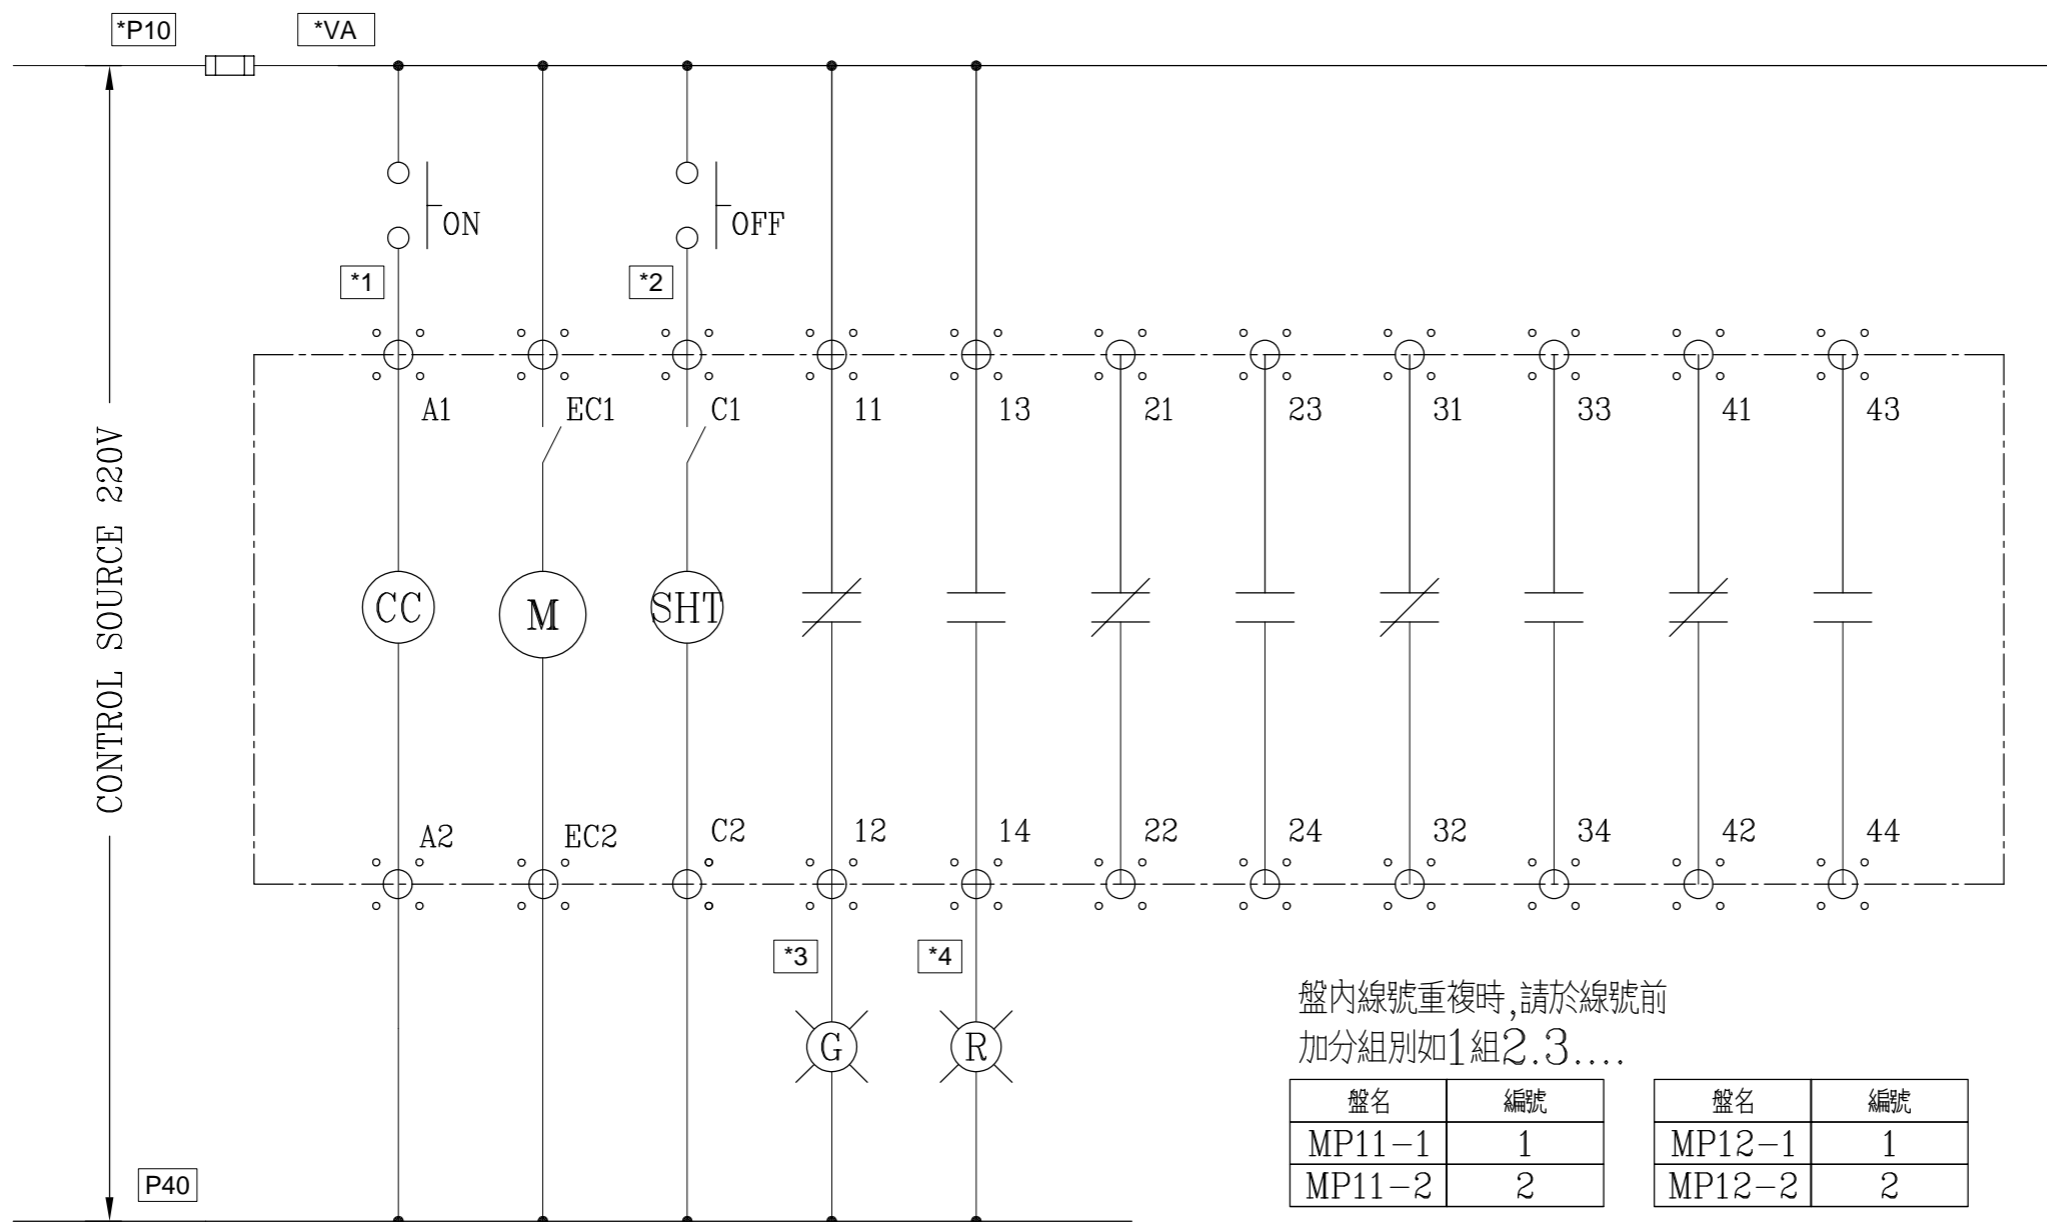 *P10
*VA
ON
OFF
*1
*2
A1
EC1
C1
11
13
21
23
31
33
41
43
CONTROL SOURCE 220V
CC
M
SHT
A2
EC2
C2
12
14
22
24
32
34
42
44
*3
*4
G
R
盤內線號重複時,請於線號前
加分組別如1組2.3....
盤名 編號
MP11-1 1
MP11-2 2
盤名 編號
MP12-1 1
MP12-2 2
P40